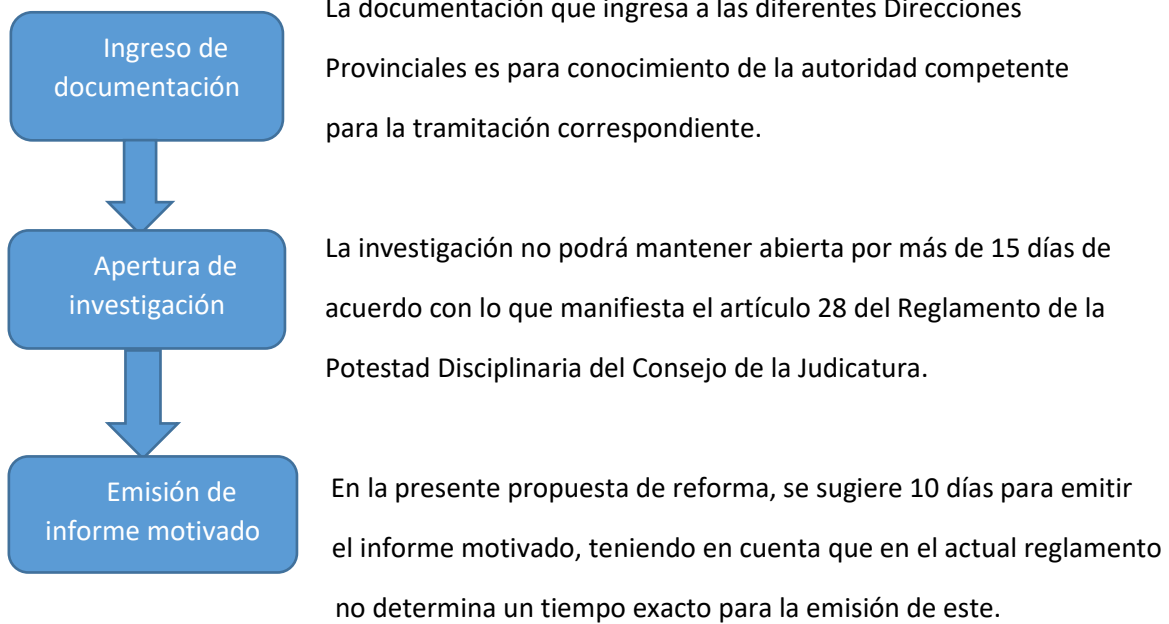 Ingreso de
documentación
La documentación que ingresa a las diferentes Direcciones
Provinciales es para conocimiento de la autoridad competente
para la tramitación correspondiente.
Apertura de
investigación
La investigación no podrá mantener abierta por más de 15 días de
acuerdo con lo que manifiesta el artículo 28 del Reglamento de la
Potestad Disciplinaria del Consejo de la Judicatura.
Emisión de
informe motivado
En la presente propuesta de reforma, se sugiere 10 días para emitir
el informe motivado, teniendo en cuenta que en el actual reglamento
no determina un tiempo exacto para la emisión de este.